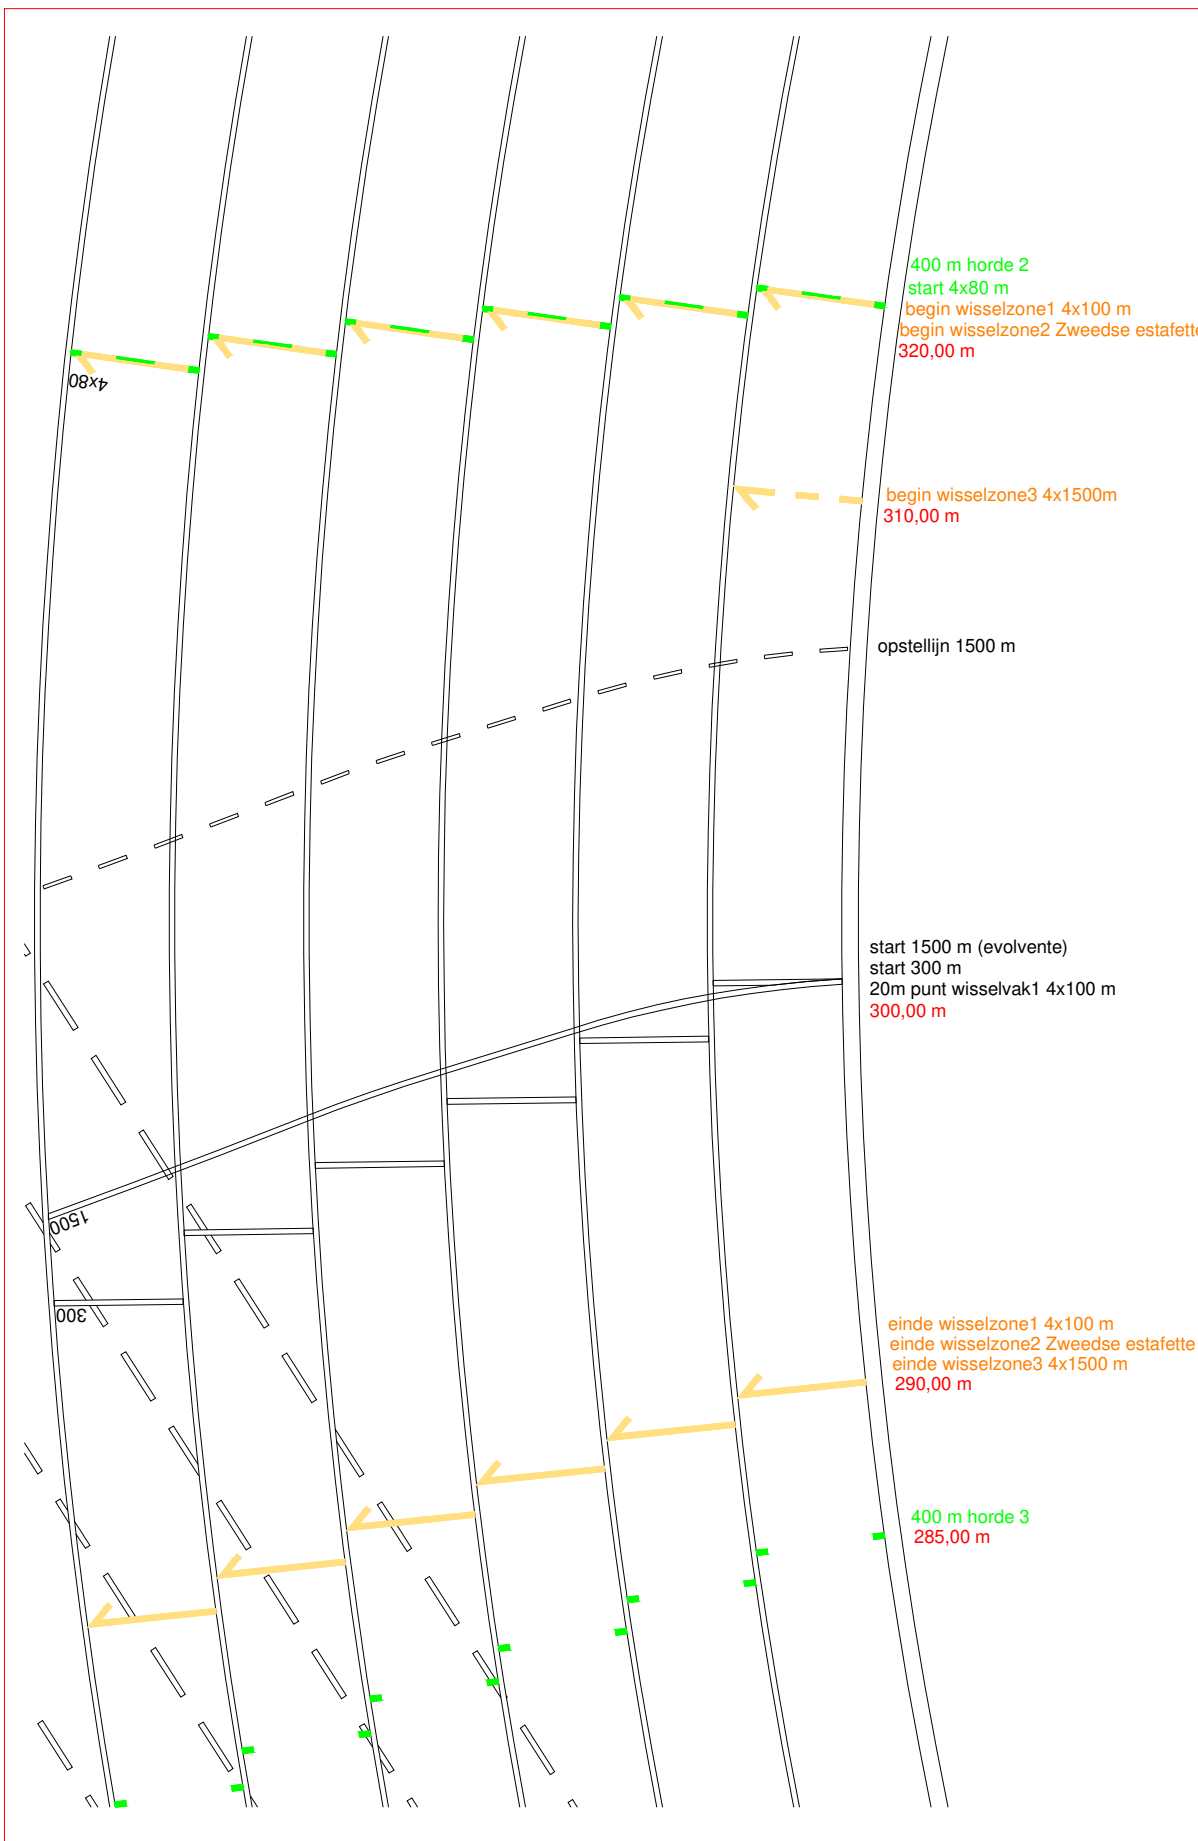 400 m horde 2
start 4x80 m
begin wisselzone1 4x100 m
begin wisselzone2 Zweedse estafette
320,00 m
4x80
begin wisselzone3 4x1500m
310,00 m
opstellijn 1500 m
start 1500 m (evolvente)
start 300 m
20m punt wisselvak1 4x100 m
300,00 m
1500
300
einde wisselzone1 4x100 m
einde wisselzone2 Zweedse estafette
einde wisselzone3 4x1500 m
290,00 m
400 m horde 3
285,00 m